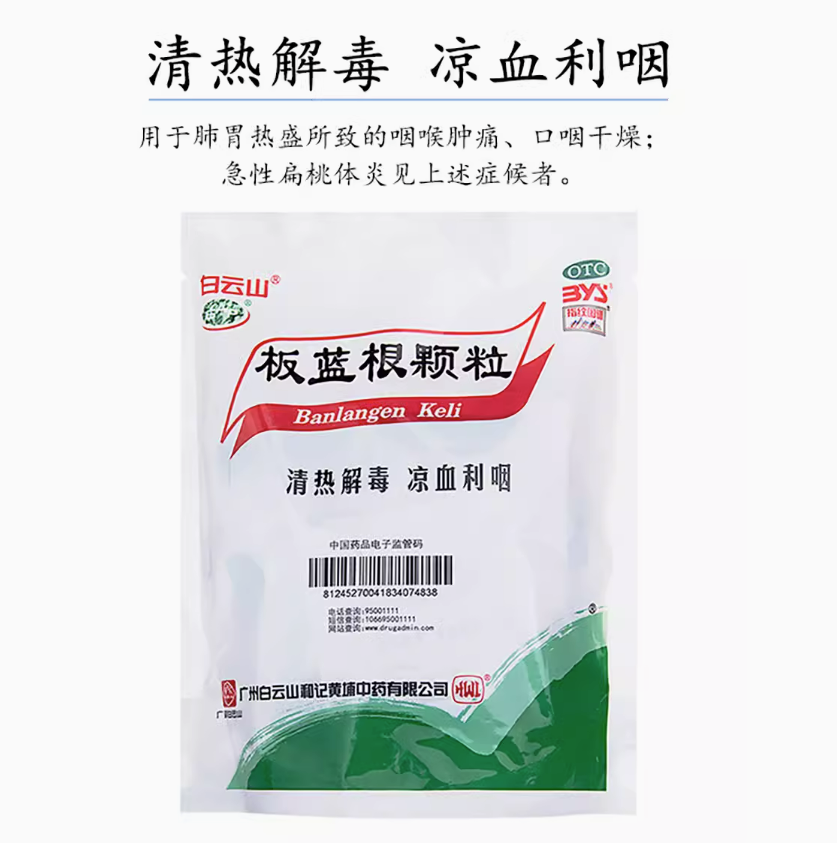 清热解毒 凉血利咽
用于肺胃热盛所致的咽喉肿痛、口咽干燥；
急性扁桃体炎见上述症候者。
白云山®
OTC
BYS®
板蓝根颗粒
Banlangen Keli
清热解毒 凉血利咽
中国药品电子监管码
81245270041834074838
电话查询:95001111
短信查询:106695001111
网站查询:www.drugadmin.com
广州白云山和记黄埔中药有限公司